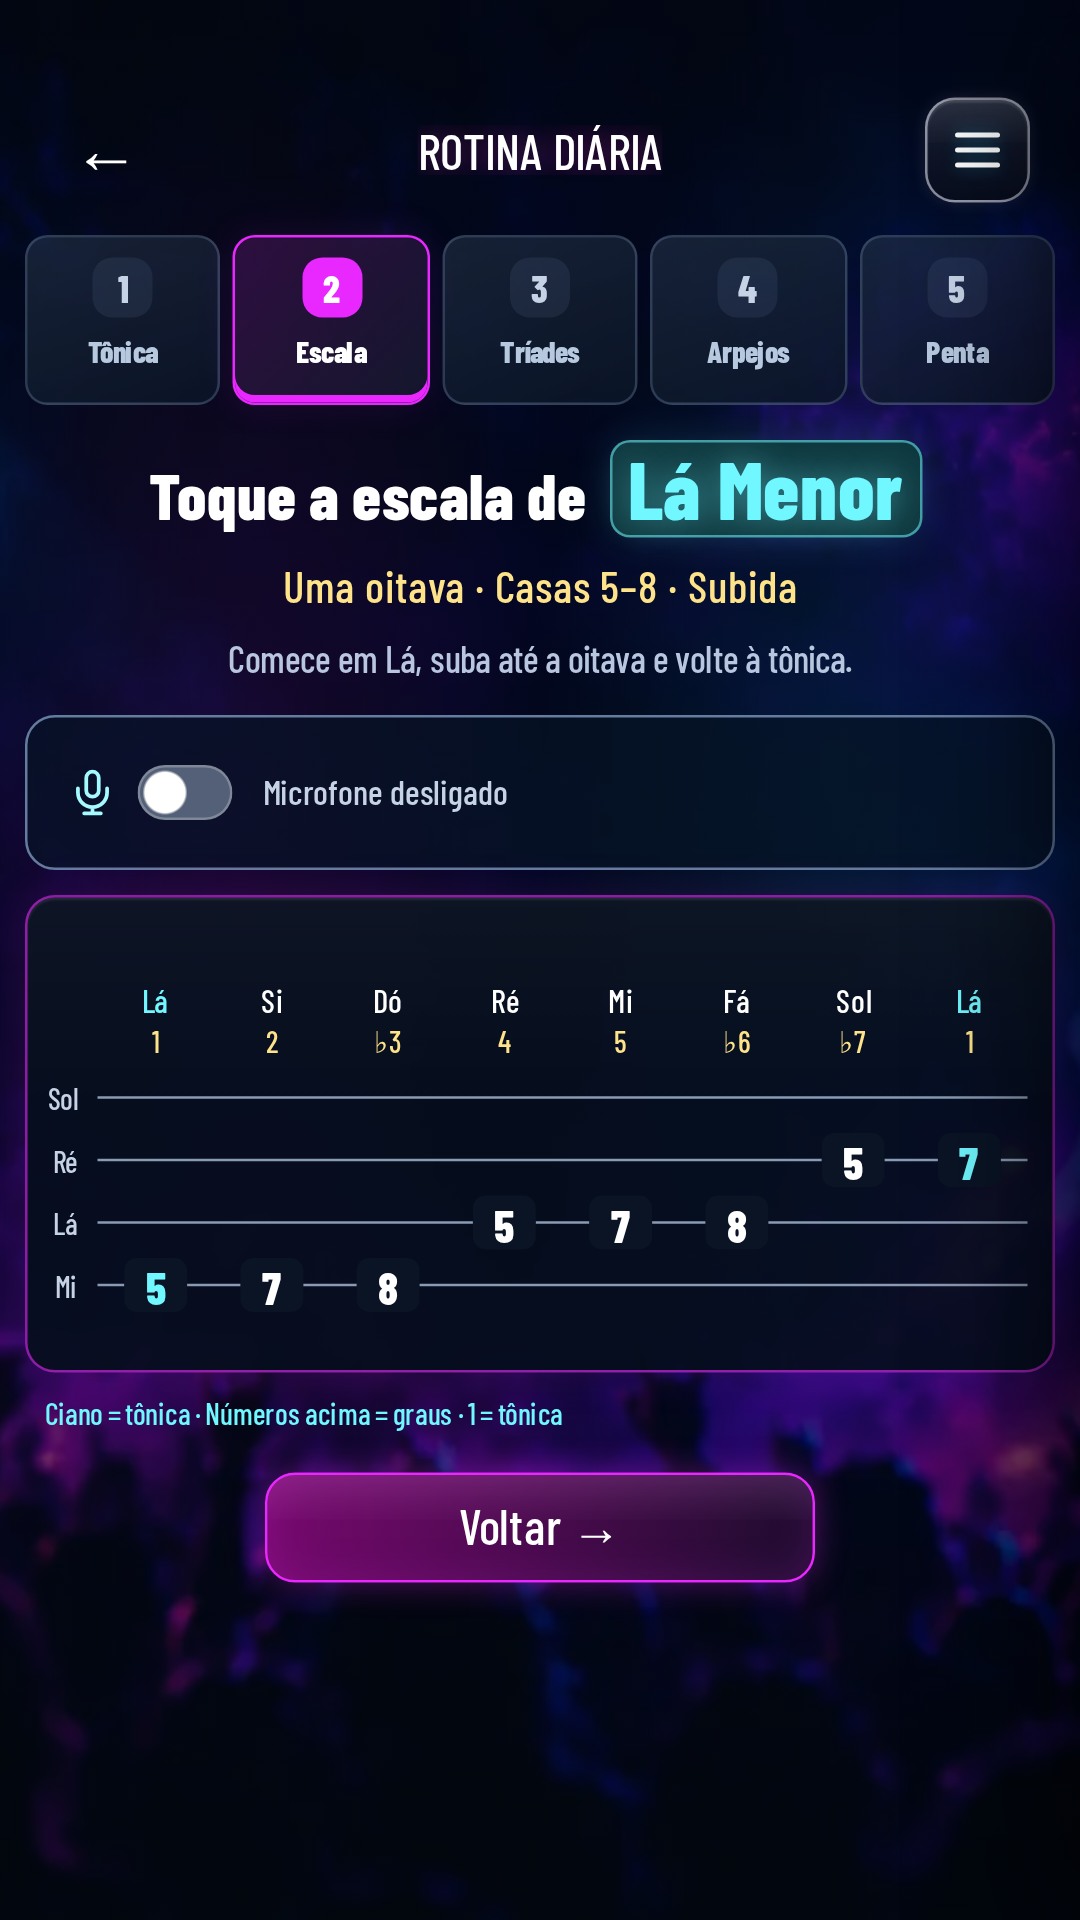 ← ROTINA DIÁRIA
1 2 3 4 5
Tônica Escala Tríades Arpejos Penta
Toque a escala de Lá Menor
Uma oitava · Casas 5–8 · Subida
Comece em Lá, suba até a oitava e volte à tônica.
Microfone desligado
Lá Si Dó Ré Mi Fá Sol Lá
1 2 ♭3 4 5 ♭6 ♭7 1
Sol
Ré 5 7
Lá 5 7 8
Mi 5 7 8
Ciano = tônica · Números acima = graus · 1 = tônica
Voltar →